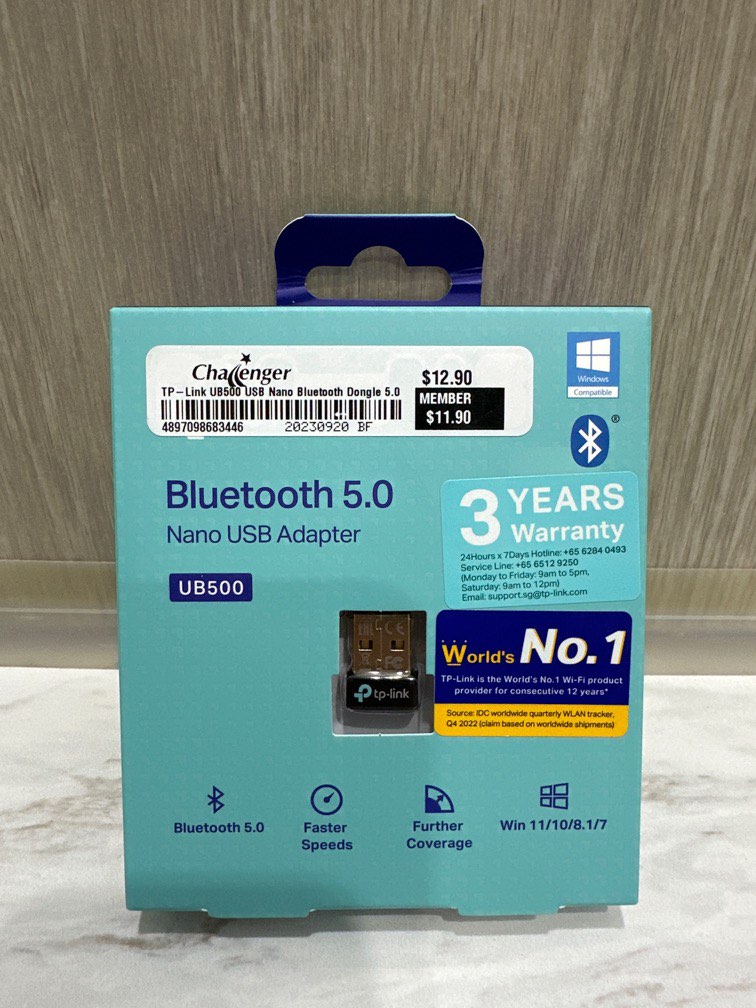 Challenger
TP-Link UB500 USB Nano Bluetooth Dongle 5.0
4897098683446 20230920 BF
$12.90
MEMBER
$11.90
Windows
Compatible
®
Bluetooth 5.0
Nano USB Adapter
UB500
3 YEARS
Warranty
24Hours x 7Days Hotline: +65 6284 0493
Service Line: +65 6512 9250
(Monday to Friday: 9am to 5pm,
Saturday: 9am to 12pm)
Email: support.sg@tp-link.com
EAC CE
FC
tp-link
World's No.1
TP-Link is the World's No.1 Wi-Fi product
provider for consecutive 12 years*
Source: IDC worldwide quarterly WLAN tracker,
Q4 2022 (claim based on worldwide shipments)
Bluetooth 5.0
Faster
Speeds
Further
Coverage
Win 11/10/8.1/7